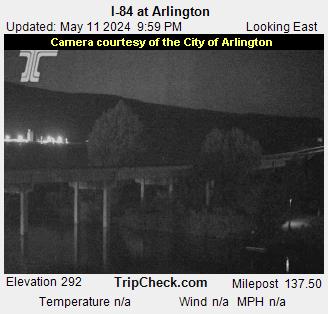 I-84 at Arlington
Updated: May 11 2024 9:59 PM Looking East
Camera courtesy of the City of Arlington
Elevation 292 TripCheck.com Milepost 137.50
Temperature n/a Wind n/a MPH n/a